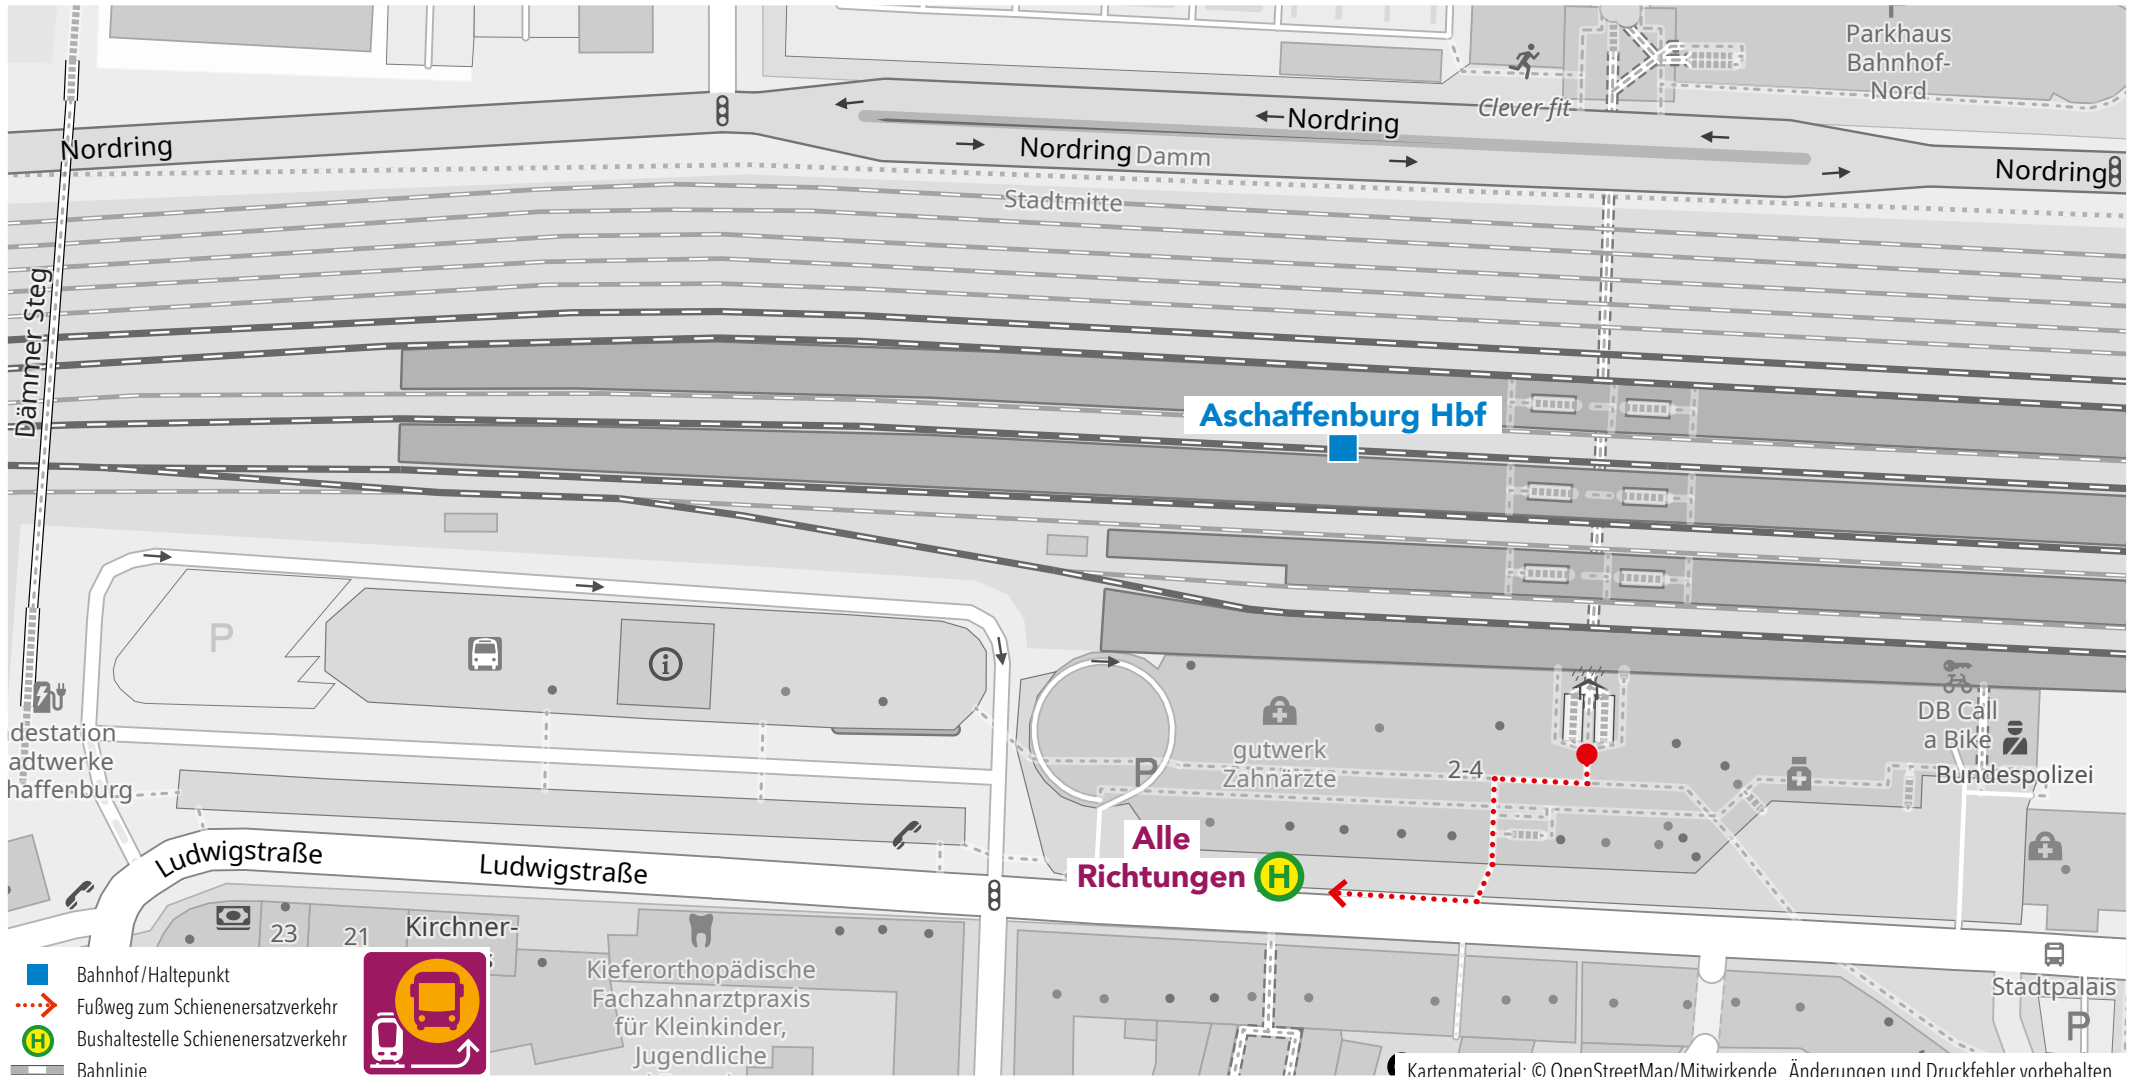 Parkhaus
Bahnhof-
Nord
Clever-fit
Nordring
Nordring
Nordring
Damm
Nordring
Stadtmitte
Dämmer Steg
Aschaffenburg Hbf
P
i
destation
adtwerke
haffenburg
P
gutwerk
Zahnärzte
2-4
DB Call
a Bike
Bundespolizei
Alle
Richtungen
H
Ludwigstraße
Ludwigstraße
23
21
Kirchner-
Kieferorthopädische
Fachzahnarztpraxis
für Kleinkinder,
Jugendliche
Stadtpalais
P
Bahnhof/Haltepunkt
Fußweg zum Schienenersatzverkehr
H Bushaltestelle Schienenersatzverkehr
Bahnlinie
Kartenmaterial: © OpenStreetMap/Mitwirkende, Änderungen und Druckfehler vorbehalten